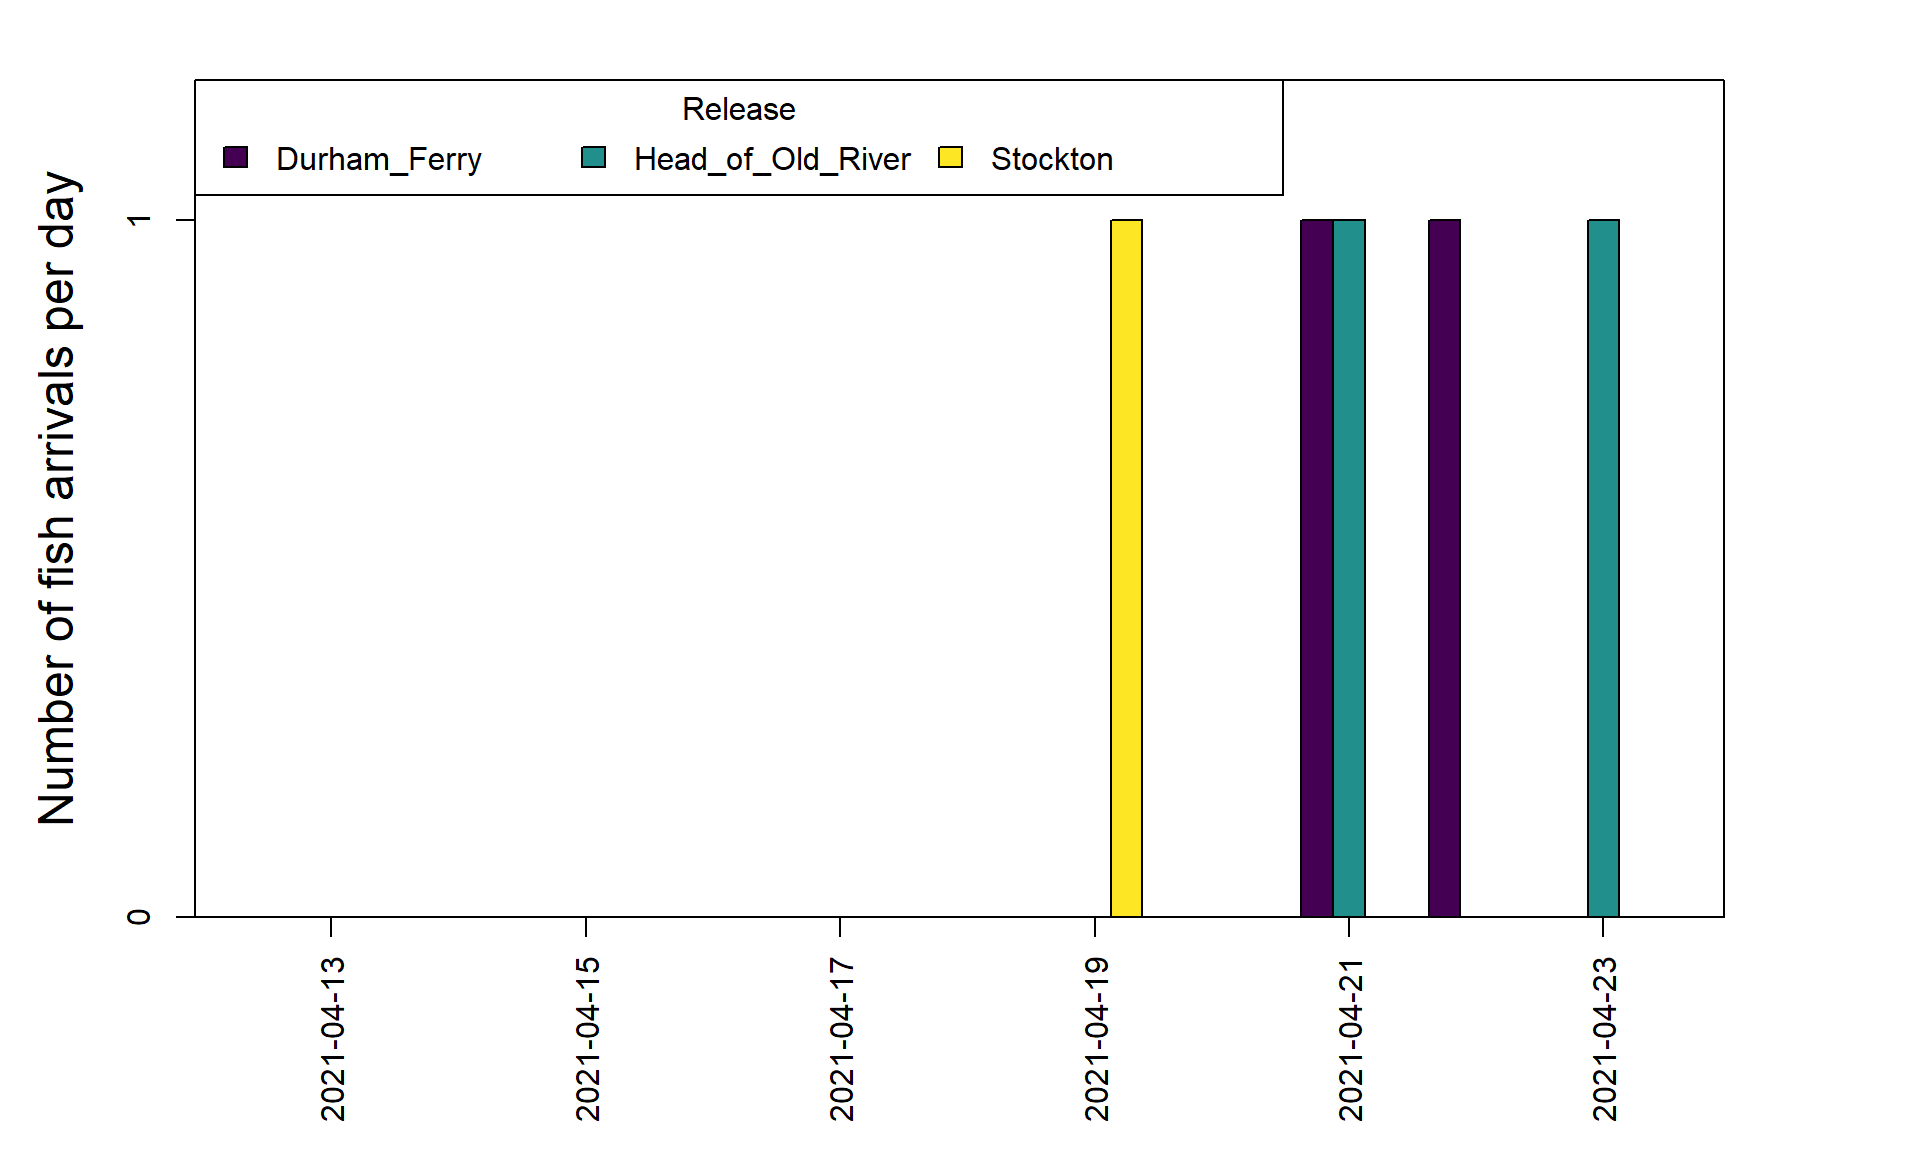 Release
Durham_Ferry Head_of_Old_River Stockton
Number of fish arrivals per day
1
0
2021-04-13
2021-04-15
2021-04-17
2021-04-19
2021-04-21
2021-04-23